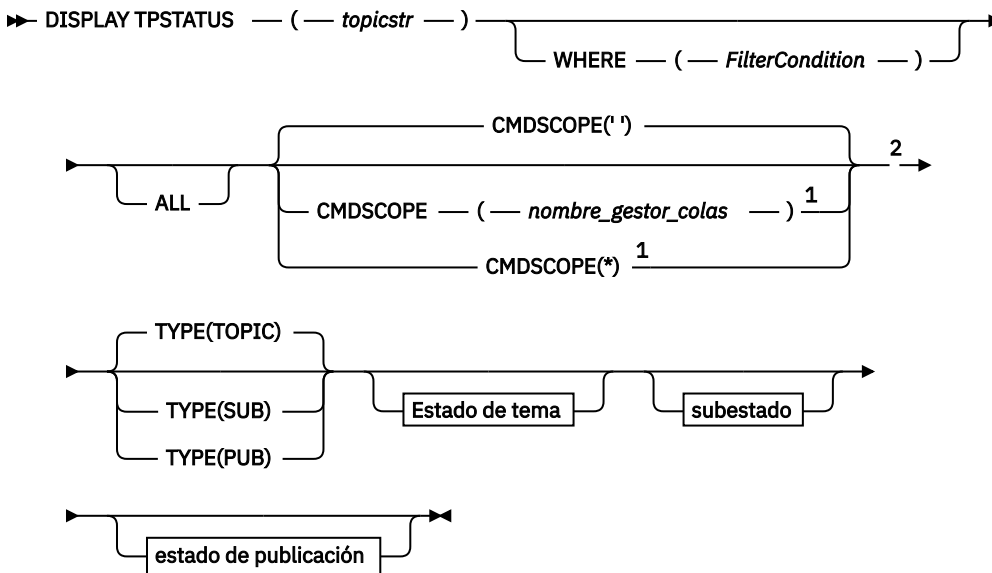 DISPLAY TPSTATUS ( topicstr )
WHERE ( FilterCondition )
CMDSCOPE(' ')
2
ALL
CMDSCOPE ( nombre_gestor_colas ) 1
CMDSCOPE(*) 1
TYPE(TOPIC)
TYPE(SUB)
TYPE(PUB)
Estado de tema
subestado
estado de publicación